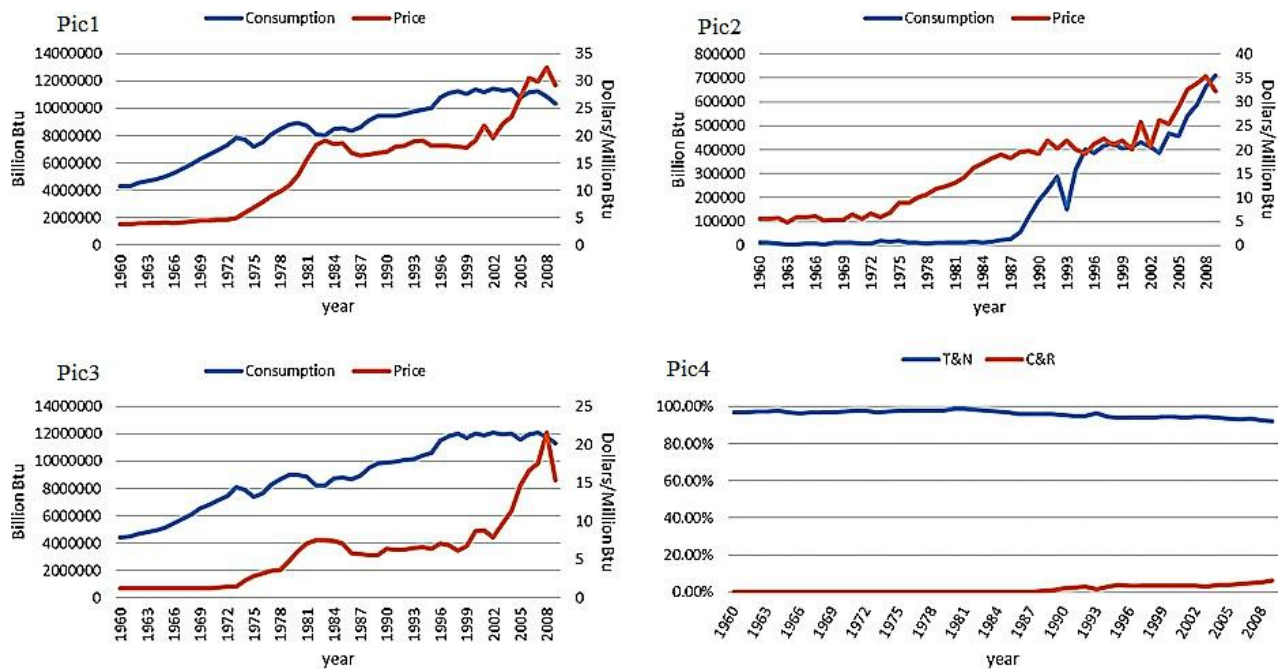 Pic1
Consumption Price
14000000
12000000
10000000
8000000
6000000
4000000
2000000
0
Billion Btu
35
30
25
20
15
10
5
0
Dollars/Million Btu
1960 1963 1966 1969 1972 1975 1978 1981 1984 1987 1990 1993 1996 1999 2002 2005 2008
year
Pic2
Consumption Price
800000
700000
600000
500000
400000
300000
200000
100000
0
Billion Btu
40
35
30
25
20
15
10
5
0
Dollars/Million Btu
1960 1963 1966 1969 1972 1975 1978 1981 1984 1987 1990 1993 1996 1999 2002 2005 2008
year
Pic3
Consumption Price
14000000
12000000
10000000
8000000
6000000
4000000
2000000
0
Billion Btu
25
20
15
10
5
0
Dollars/Million Btu
1960 1963 1966 1969 1972 1975 1978 1981 1984 1987 1990 1993 1996 1999 2002 2005 2008
year
Pic4
T&N C&R
100.00%
80.00%
60.00%
40.00%
20.00%
0.00%
1960 1963 1966 1969 1972 1975 1978 1981 1984 1987 1990 1993 1996 1999 2002 2005 2008
year